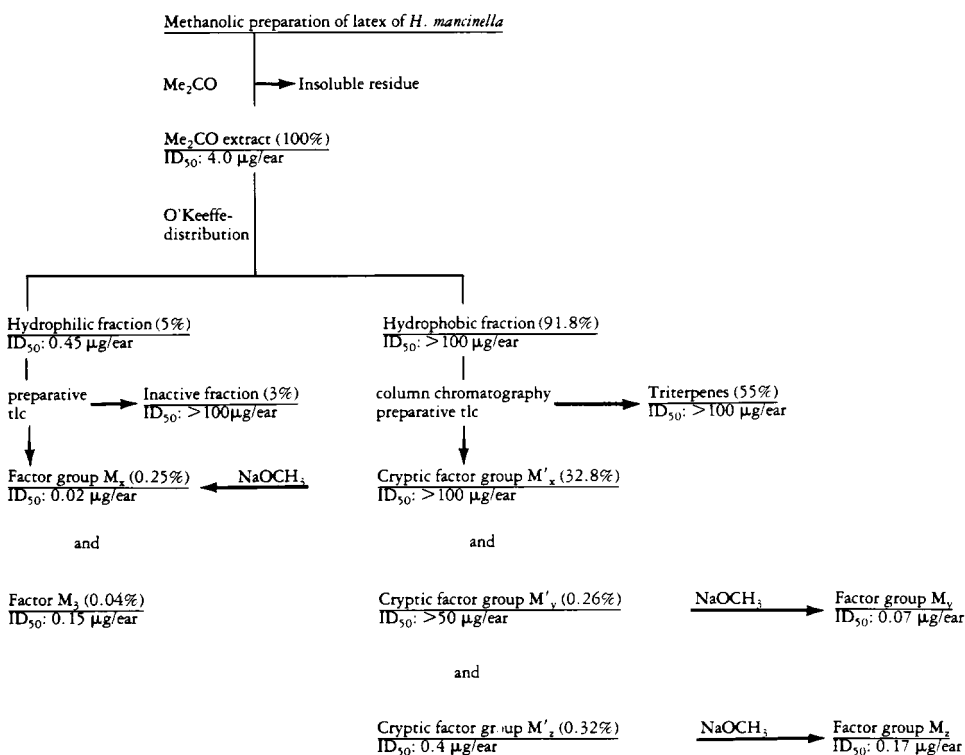 Methanolic preparation of latex of H. mancinella
Me₂CO
Insoluble residue
Me₂CO extract (100%)
ID₅₀: 4.0 μg/ear
O'Keeffe-
distribution
Hydrophilic fraction (5%)
ID₅₀: 0.45 μg/ear
Hydrophobic fraction (91.8%)
ID₅₀: >100 μg/ear
preparative
tlc
Inactive fraction (3%)
ID₅₀: >100μg/ear
column chromatography
preparative tlc
Triterpenes (55%)
ID₅₀: >100 μg/ear
Factor group Mₓ (0.25%)
ID₅₀: 0.02 μg/ear
NaOCH₃
Cryptic factor group M'ₓ (32.8%)
ID₅₀: >100 μg/ear
and
and
Factor M₃ (0.04%)
ID₅₀: 0.15 μg/ear
Cryptic factor group M'y (0.26%)
ID₅₀: >50 μg/ear
NaOCH₃
Factor group My
ID₅₀: 0.07 μg/ear
and
Cryptic factor group M'z (0.32%)
ID₅₀: 0.4 μg/ear
NaOCH₃
Factor group Mz
ID₅₀: 0.17 μg/ear